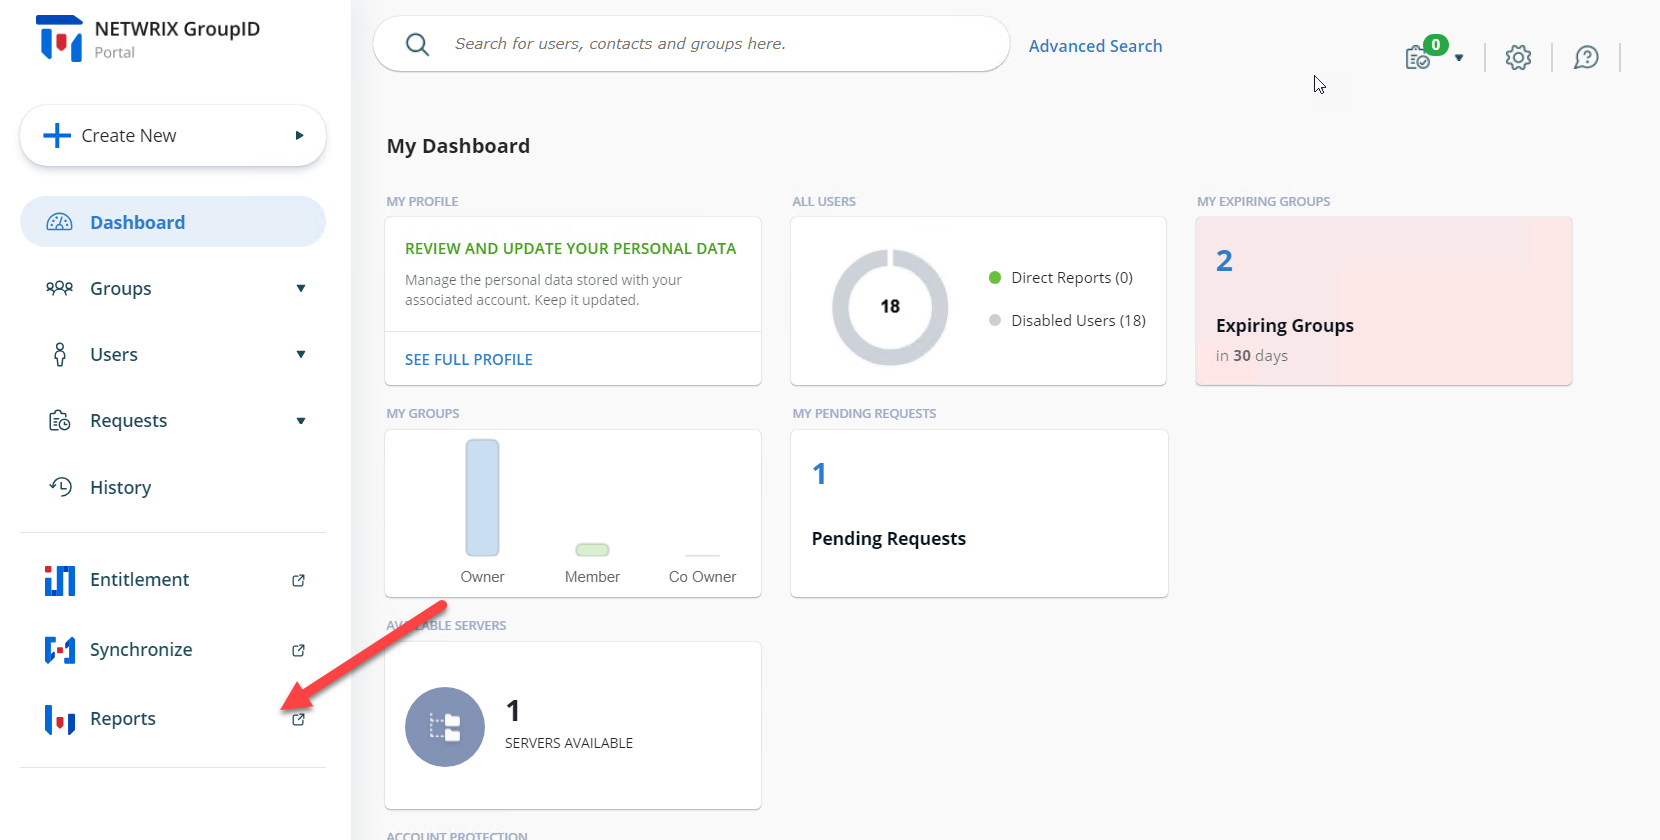 NETWRIX GroupID
Portal
Search for users, contacts and groups here.
Advanced Search
0
Create New
Dashboard
Groups
Users
Requests
History
Entitlement
Synchronize
Reports
My Dashboard
MY PROFILE
REVIEW AND UPDATE YOUR PERSONAL DATA
Manage the personal data stored with your
associated account. Keep it updated.
SEE FULL PROFILE
ALL USERS
18
Direct Reports (0)
Disabled Users (18)
MY EXPIRING GROUPS
2
Expiring Groups
in 30 days
MY GROUPS
Owner
Member
Co Owner
MY PENDING REQUESTS
1
Pending Requests
AVAILABLE SERVERS
1
SERVERS AVAILABLE
ACCOUNT PROTECTION